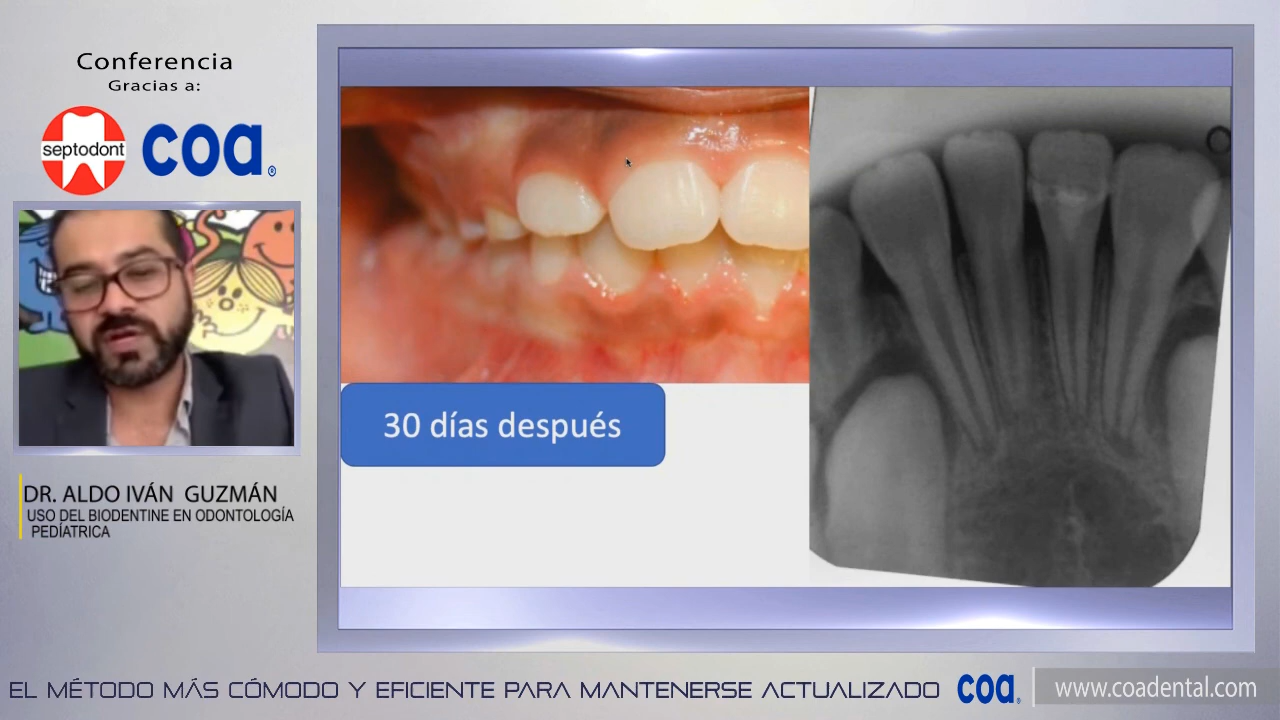 Conferencia
Gracias a:
septodont
coa®
30 días después
DR. ALDO IVÁN GUZMÁN
USO DEL BIODENTINE EN ODONTOLOGÍA
PEDÍATRICA
EL MÉTODO MÁS CÓMODO Y EFICIENTE PARA MANTENERSE ACTUALIZADO
coa®
www.coadental.com